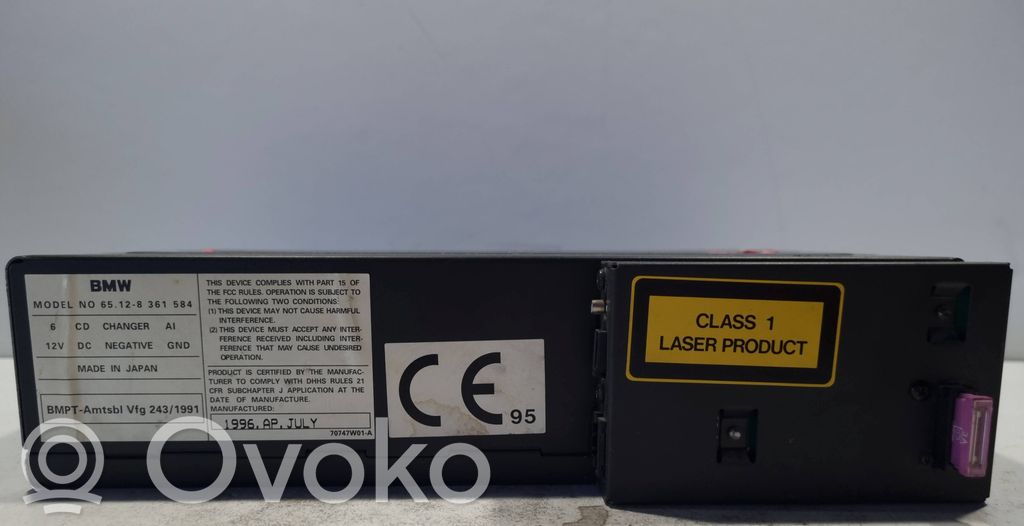 BMW
MODEL NO 65.12-8 361 584
6 CD CHANGER AI
12V DC NEGATIVE GND
MADE IN JAPAN
BMPT-Amtsbl Vfg 243/1991
THIS DEVICE COMPLIES WITH PART 15 OF
THE FCC RULES. OPERATION IS SUBJECT TO
THE FOLLOWING TWO CONDITIONS:
(1) THIS DEVICE MAY NOT CAUSE HARMFUL
INTERFERENCE.
(2) THIS DEVICE MUST ACCEPT ANY INTER-
FERENCE RECEIVED INCLUDING INTER-
FERENCE THAT MAY CAUSE UNDESIRED
OPERATION.
PRODUCT IS CERTIFIED BY THE MANUFAC-
TURER TO COMPLY WITH DHHS RULES 21
CFR SUBCHAPTER J APPLICATION AT THE
DATE OF MANUFACTURE.
MANUFACTURED:
1996, AP, JULY
70747W01-A
CE 95
CLASS 1
LASER PRODUCT
Ovoko